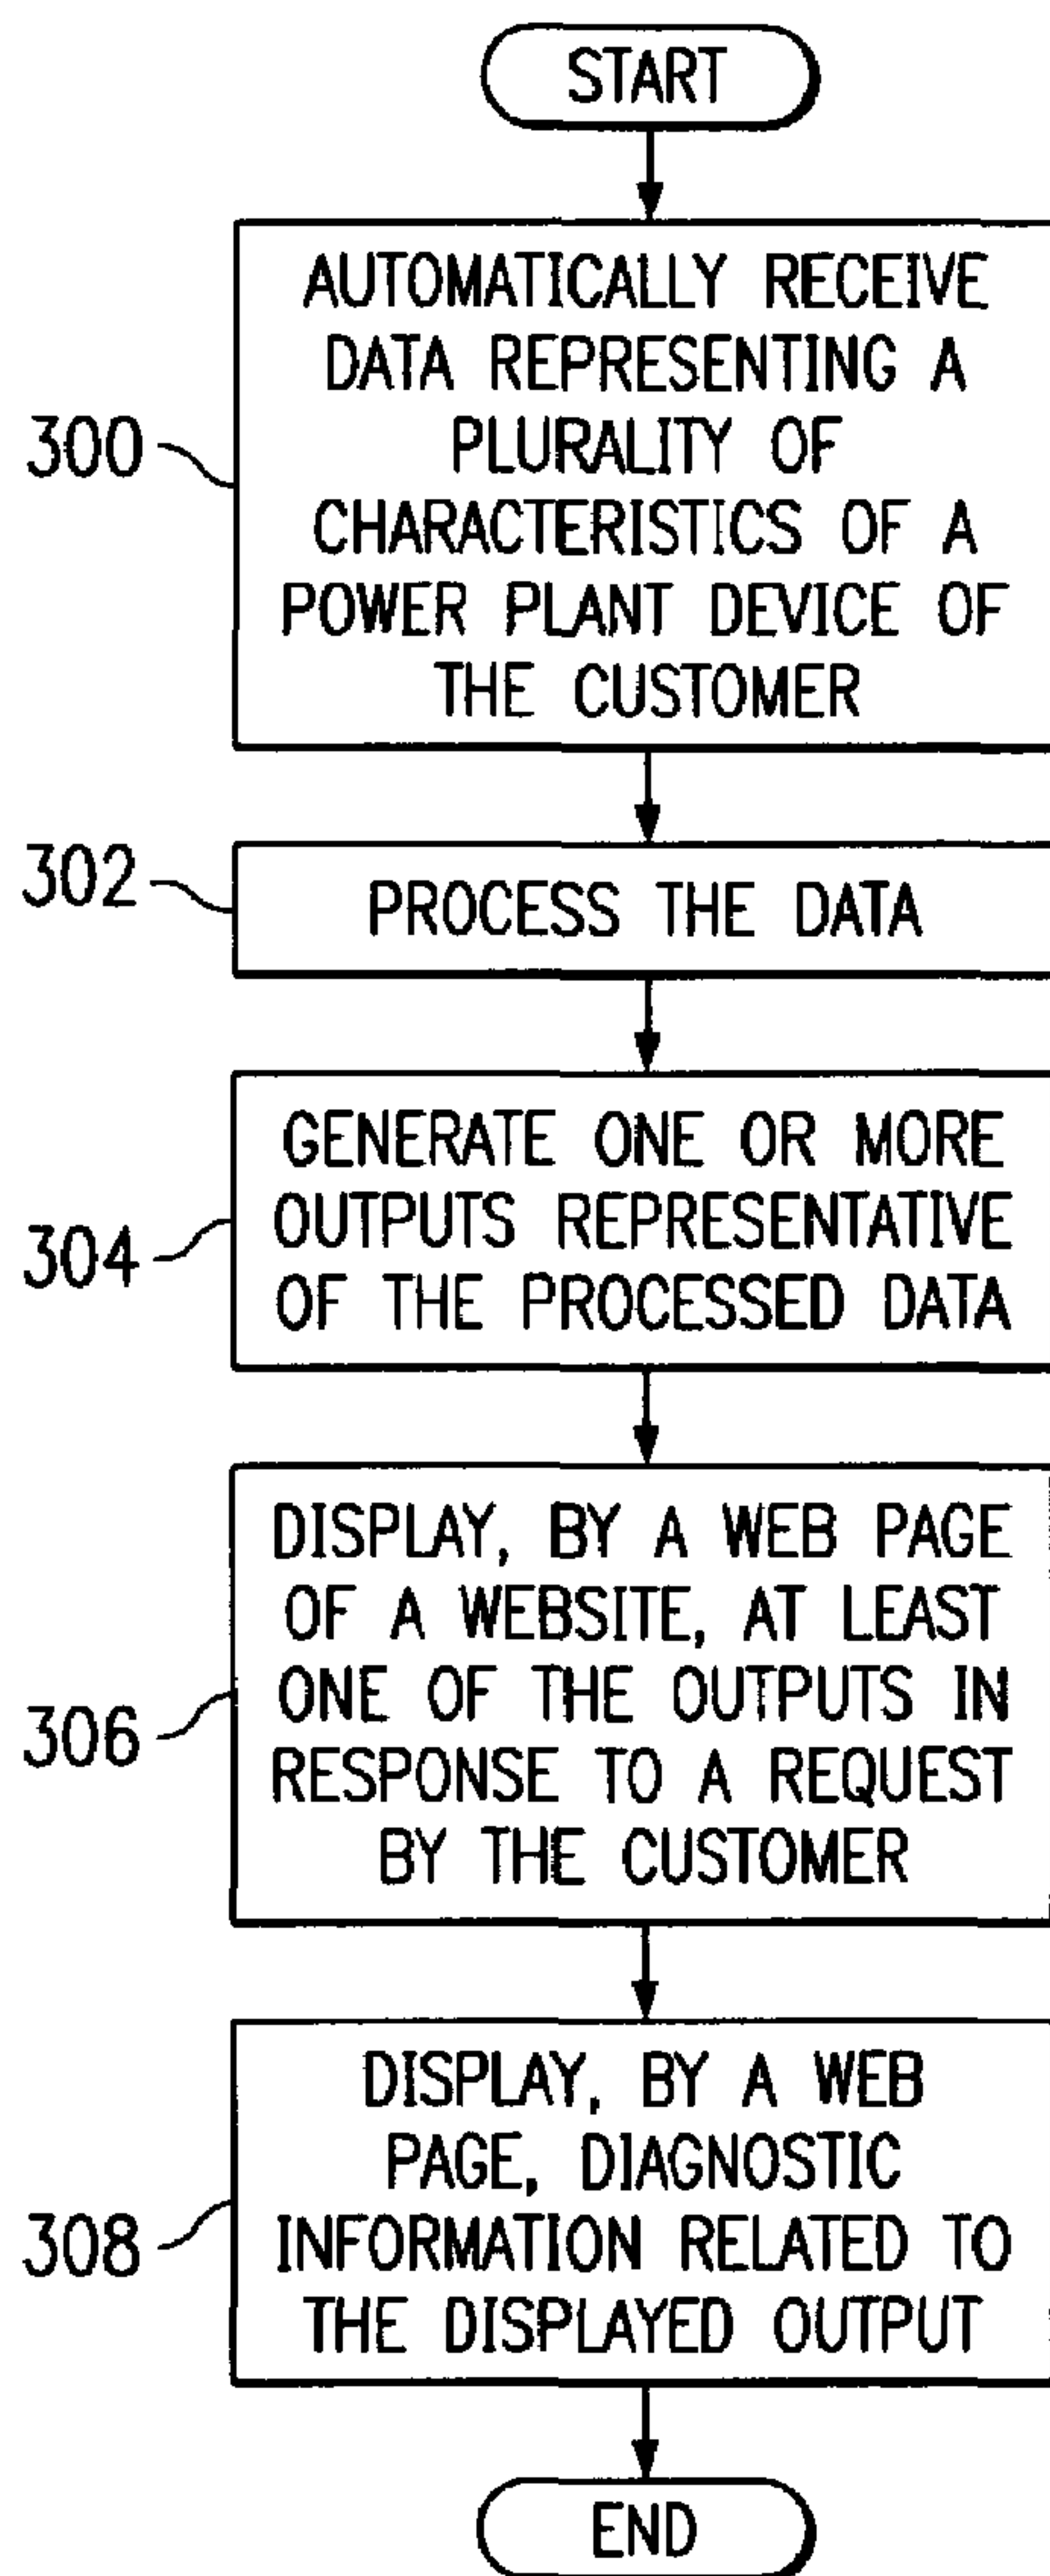 START
300
AUTOMATICALLY RECEIVE
DATA REPRESENTING A
PLURALITY OF
CHARACTERISTICS OF A
POWER PLANT DEVICE OF
THE CUSTOMER
302
PROCESS THE DATA
304
GENERATE ONE OR MORE
OUTPUTS REPRESENTATIVE
OF THE PROCESSED DATA
306
DISPLAY, BY A WEB PAGE
OF A WEBSITE, AT LEAST
ONE OF THE OUTPUTS IN
RESPONSE TO A REQUEST
BY THE CUSTOMER
308
DISPLAY, BY A WEB
PAGE, DIAGNOSTIC
INFORMATION RELATED TO
THE DISPLAYED OUTPUT
END